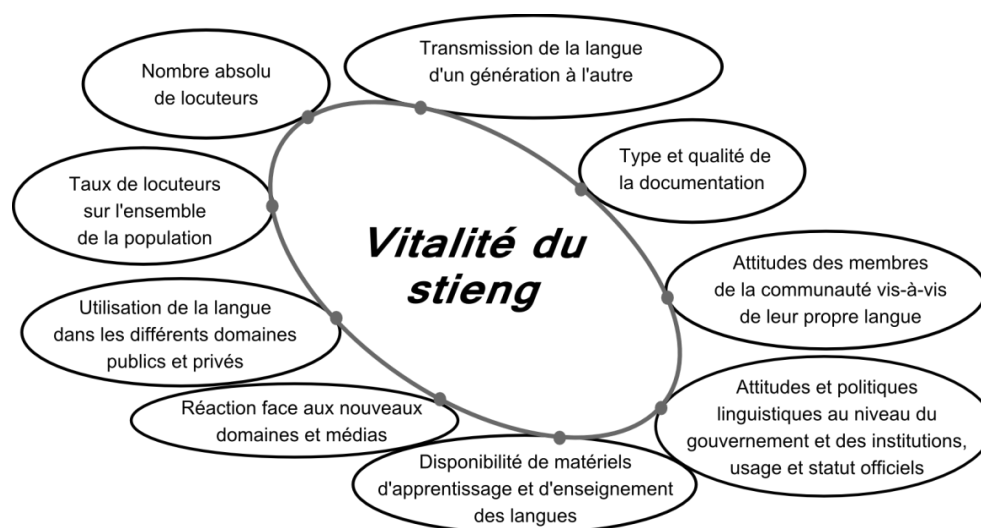 Transmission de la langue
d'un génération à l'autre
Nombre absolu
de locuteurs
Type et qualité de
la documentation
Taux de locuteurs
sur l'ensemble
de la population
Vitalité du
stieng
Attitudes des membres
de la communauté vis-à-vis
de leur propre langue
Utilisation de la langue
dans les différents domaines
publics et privés
Attitudes et politiques
linguistiques au niveau du
gouvernement et des institutions,
usage et statut officiels
Réaction face aux nouveaux
domaines et médias
Disponibilité de matériels
d'apprentissage et d'enseignement
des langues